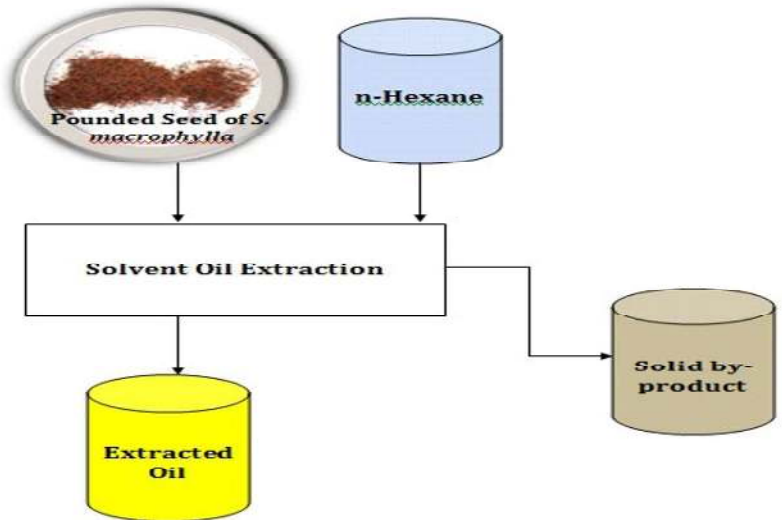 Pounded Seed of S.
macrophylla
n-Hexane
Solvent Oil Extraction
Solid by-
product
Extracted
Oil